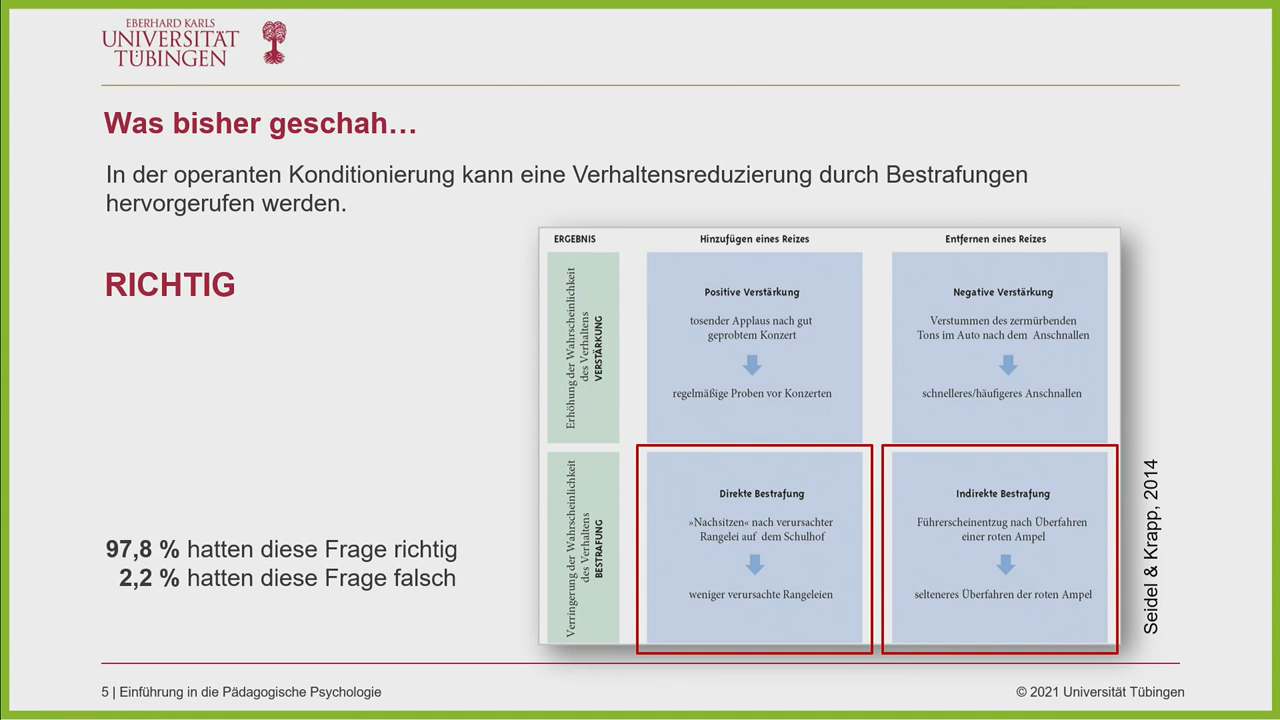 EBERHARD KARLS
UNIVERSITÄT
TÜBINGEN
Was bisher geschah…
In der operanten Konditionierung kann eine Verhaltensreduzierung durch Bestrafungen
hervorgerufen werden.
RICHTIG
97,8 % hatten diese Frage richtig
2,2 % hatten diese Frage falsch
ERGEBNIS
Hinzufügen eines Reizes
Entfernen eines Reizes
Erhöhung der Wahrscheinlichkeit
des Verhaltens
VERSTÄRKUNG
Positive Verstärkung
tosender Applaus nach gut
geprobtem Konzert
regelmäßige Proben vor Konzerten
Negative Verstärkung
Verstummen des zermürbenden
Tons im Auto nach dem Anschnallen
schnelleres/häufigeres Anschnallen
Verringerung der Wahrscheinlichkeit
des Verhaltens
BESTRAFUNG
Direkte Bestrafung
»Nachsitzen« nach verursachter
Rangelei auf dem Schulhof
weniger verursachte Rangeleien
Indirekte Bestrafung
Führerscheinentzug nach Überfahren
einer roten Ampel
selteneres Überfahren der roten Ampel
Seidel & Krapp, 2014
5 | Einführung in die Pädagogische Psychologie
© 2021 Universität Tübingen